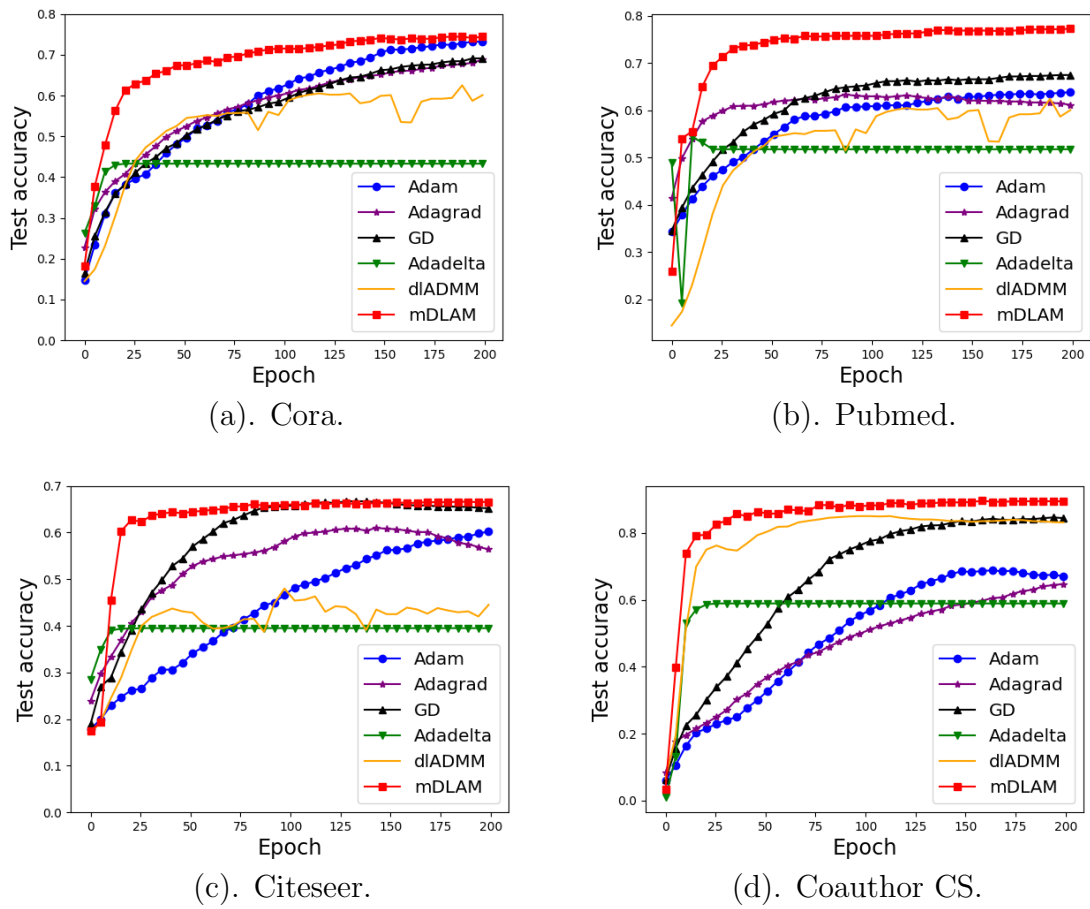 0.8
0.7
0.6
0.5
0.4
0.3
0.2
0.1
0.0
Test accuracy
Adam
Adagrad
GD
Adadelta
dlADMM
mDLAM
0 25 50 75 100 125 150 175 200
Epoch
(a). Cora.
0.8
0.7
0.6
0.5
0.4
0.3
0.2
Test accuracy
Adam
Adagrad
GD
Adadelta
dlADMM
mDLAM
0 25 50 75 100 125 150 175 200
Epoch
(b). Pubmed.
0.7
0.6
0.5
0.4
0.3
0.2
0.1
0.0
Test accuracy
Adam
Adagrad
GD
Adadelta
dlADMM
mDLAM
0 25 50 75 100 125 150 175 200
Epoch
(c). Citeseer.
0.8
0.6
0.4
0.2
0.0
Test accuracy
Adam
Adagrad
GD
Adadelta
dlADMM
mDLAM
0 25 50 75 100 125 150 175 200
Epoch
(d). Coauthor CS.